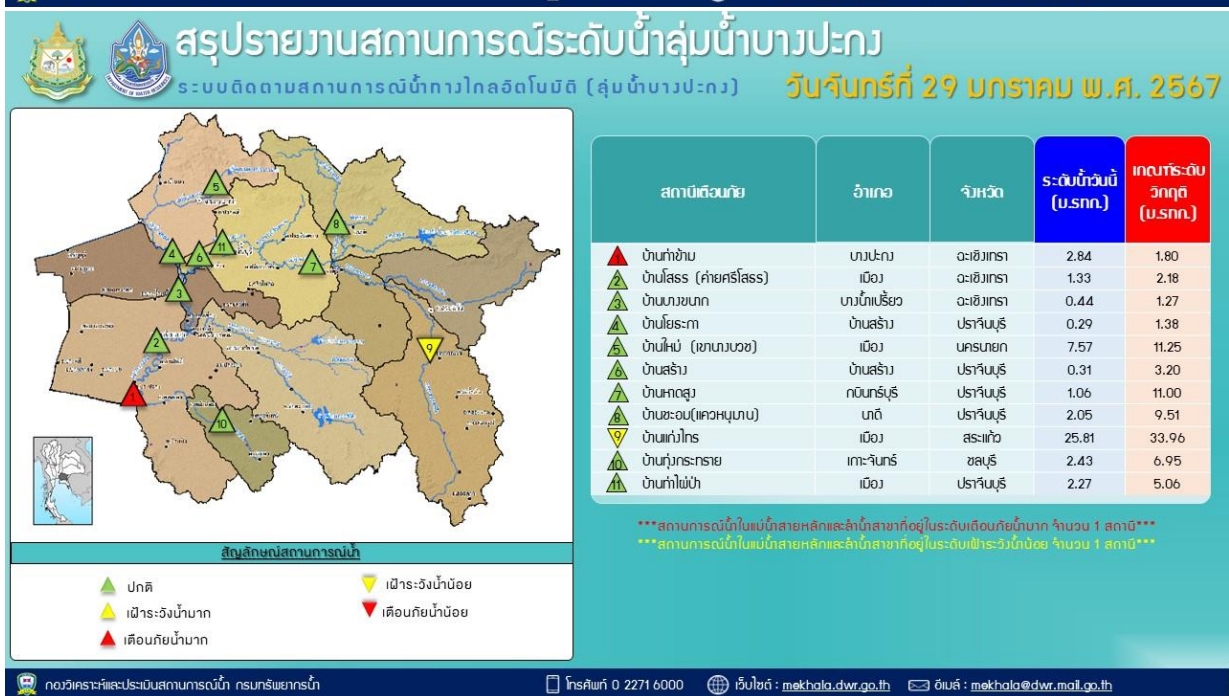 สรุปรายงานสถานการณ์ระดับน้ำลุ่มน้ำบางปะกง
ระบบติดตามสถานการณ์น้ำทางไกลอัตโนมัติ (ลุ่มน้ำบางปะกง)
วันจันทร์ที่ 29 มกราคม พ.ศ. 2567
5
8
4
6
11
7
3
2
9
1
10
สัญลักษณ์สถานการณ์น้ำ
ปกติ
เฝ้าระวังน้ำน้อย
เฝ้าระวังน้ำมาก
เตือนภัยน้ำน้อย
เตือนภัยน้ำมาก
สถานีเตือนภัย อำเภอ จังหวัด ระดับน้ำวันนี้ (ม.รทก.) เกณฑ์ระดับวิกฤติ (ม.รทก.)
1 บ้านท่าข้าม บางปะกง ฉะเชิงเทรา 2.84 1.80
2 บ้านโสธร (ค่ายศรีโสธร) เมือง ฉะเชิงเทรา 1.33 2.18
3 บ้านบางขนาก บางน้ำเปรี้ยว ฉะเชิงเทรา 0.44 1.27
4 บ้านโยธะกา บ้านสร้าง ปราจีนบุรี 0.29 1.38
5 บ้านใหม่ (เขานางบวช) เมือง นครนายก 7.57 11.25
6 บ้านสร้าง บ้านสร้าง ปราจีนบุรี 0.31 3.20
7 บ้านหาดสูง กบินทร์บุรี ปราจีนบุรี 1.06 11.00
8 บ้านซะอม(แควหนุมาน) นาดี ปราจีนบุรี 2.05 9.51
9 บ้านแก่งไทร เมือง สระแก้ว 25.81 33.96
10 บ้านทุ่งกระทราย เกาะจันทร์ ชลบุรี 2.43 6.95
11 บ้านท่าไผ่ป่า เมือง ปราจีนบุรี 2.27 5.06
***สถานการณ์น้ำในแม่น้ำสายหลักและลำน้ำสาขาที่อยู่ในระดับเตือนภัยน้ำมาก จำนวน 1 สถานี***
***สถานการณ์น้ำในแม่น้ำสายหลักและลำน้ำสาขาที่อยู่ในระดับเฝ้าระวังน้ำน้อย จำนวน 1 สถานี***
กองวิเคราะห์และประเมินสถานการณ์น้ำ กรมทรัพยากรน้ำ
โทรศัพท์ 0 2271 6000
เว็บไซต์ : mekhala.dwr.go.th
อีเมล์ : mekhala@dwr.mail.go.th